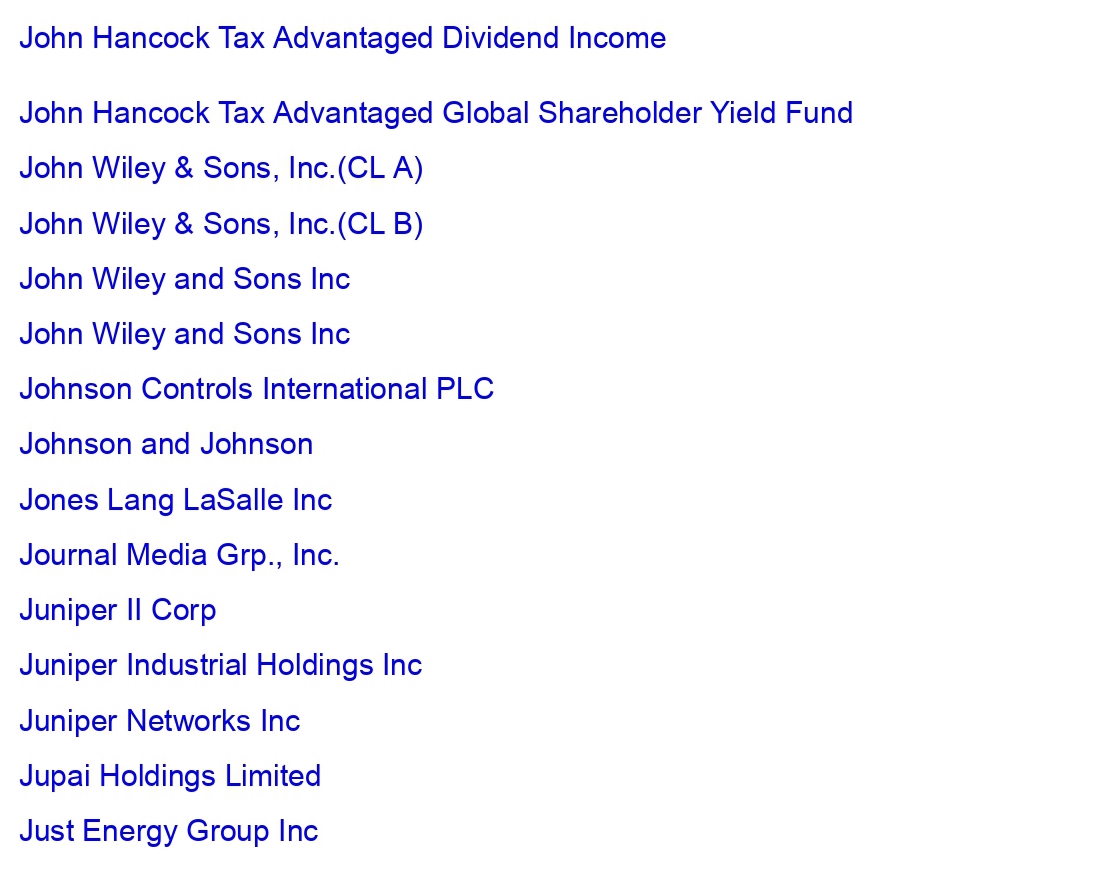 John Hancock Tax Advantaged Dividend Income
John Hancock Tax Advantaged Global Shareholder Yield Fund
John Wiley & Sons, Inc.(CL A)
John Wiley & Sons, Inc.(CL B)
John Wiley and Sons Inc
John Wiley and Sons Inc
Johnson Controls International PLC
Johnson and Johnson
Jones Lang LaSalle Inc
Journal Media Grp., Inc.
Juniper II Corp
Juniper Industrial Holdings Inc
Juniper Networks Inc
Jupai Holdings Limited
Just Energy Group Inc